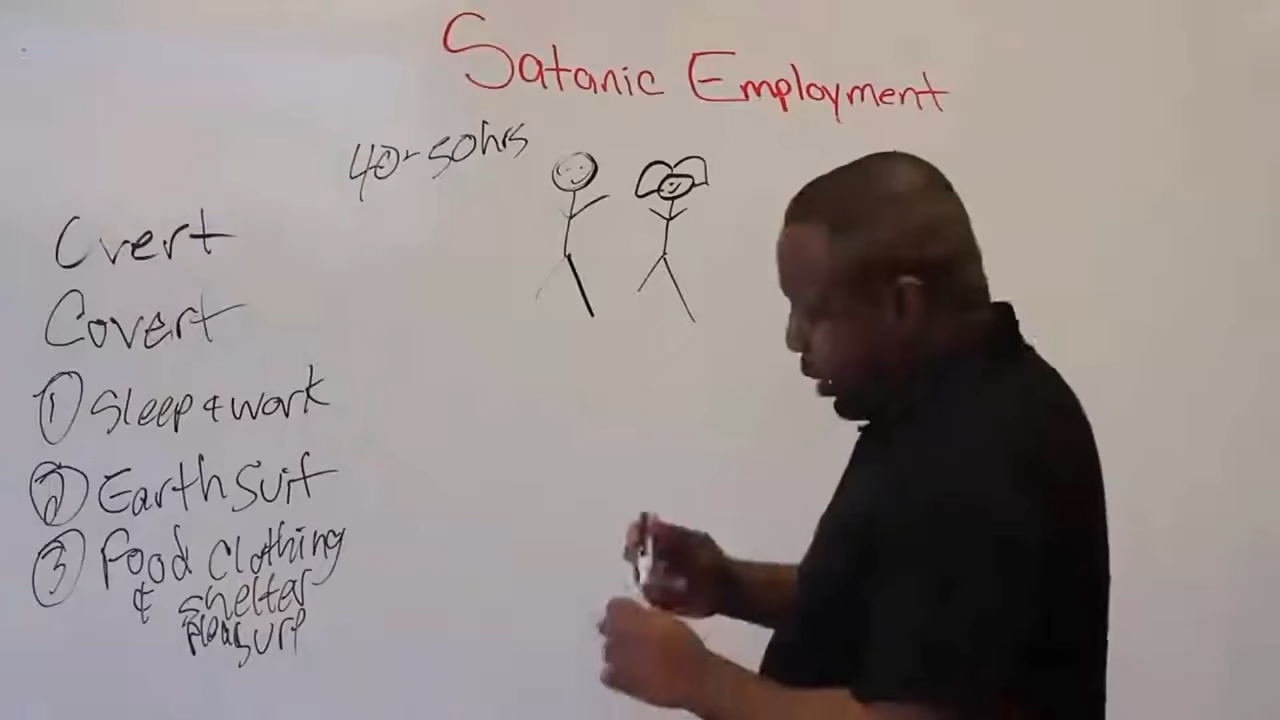 Satanic Employment
40-50hrs
Overt
Covert
① Sleep & work
② Earth Suit
③ Food Clothing
& shelter
pleasure